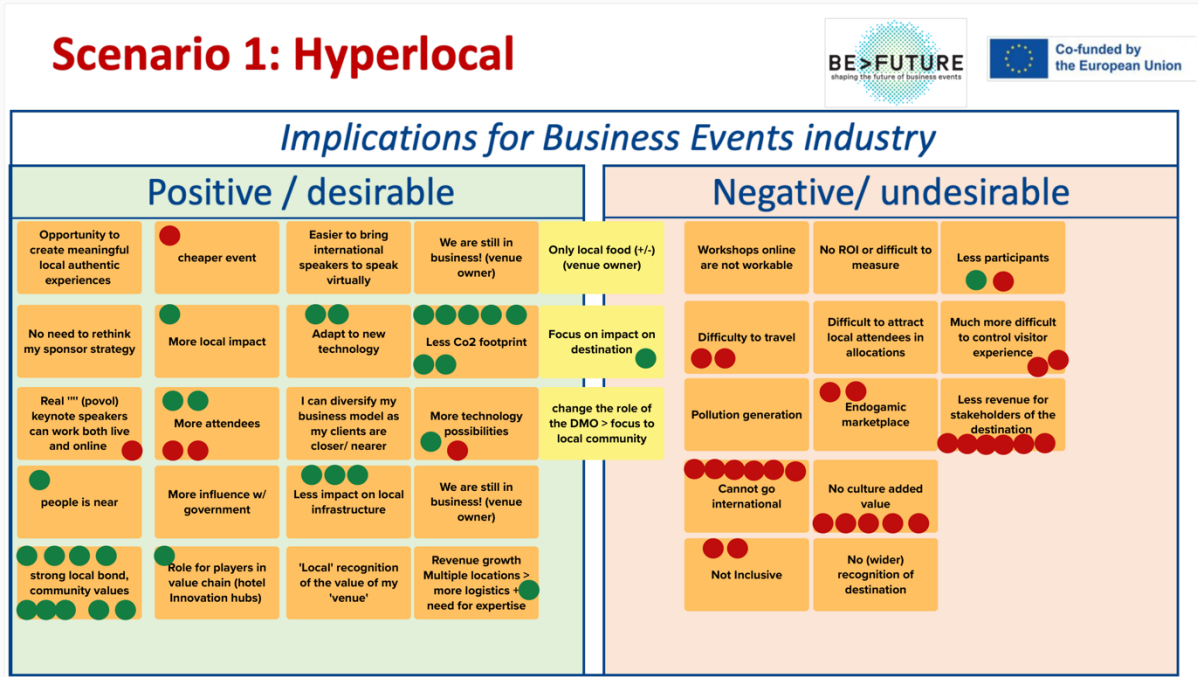 Scenario 1: Hyperlocal
BE>FUTURE
shaping the future of business events
Co-funded by
the European Union
Implications for Business Events industry
Positive / desirable
Negative/ undesirable
Opportunity to
create meaningful
local authentic
experiences
cheaper event
Easier to bring
international
speakers to speak
virtually
We are still in
business! (venue
owner)
Only local food (+/-)
(venue owner)
Workshops online
are not workable
No ROI or difficult to
measure
Less participants
No need to rethink
my sponsor strategy
More local impact
Adapt to new
technology
Less Co2 footprint
Focus on impact on
destination
Difficulty to travel
Difficult to attract
local attendees in
allocations
Much more difficult
to control visitor
experience
Real "" (povol)
keynote speakers
can work both live
and online
More attendees
I can diversify my
business model as
my clients are
closer/ nearer
More technology
possibilities
change the role of
the DMO > focus to
local community
Pollution generation
Endogamic
marketplace
Less revenue for
stakeholders of the
destination
people is near
More influence w/
government
Less impact on local
infrastructure
We are still in
business! (venue
owner)
Cannot go
international
No culture added
value
strong local bond,
community values
Role for players in
value chain (hotel
Innovation hubs)
'Local' recognition
of the value of my
'venue'
Revenue growth
Multiple locations >
more logistics +
need for expertise
Not Inclusive
No (wider)
recognition of
destination